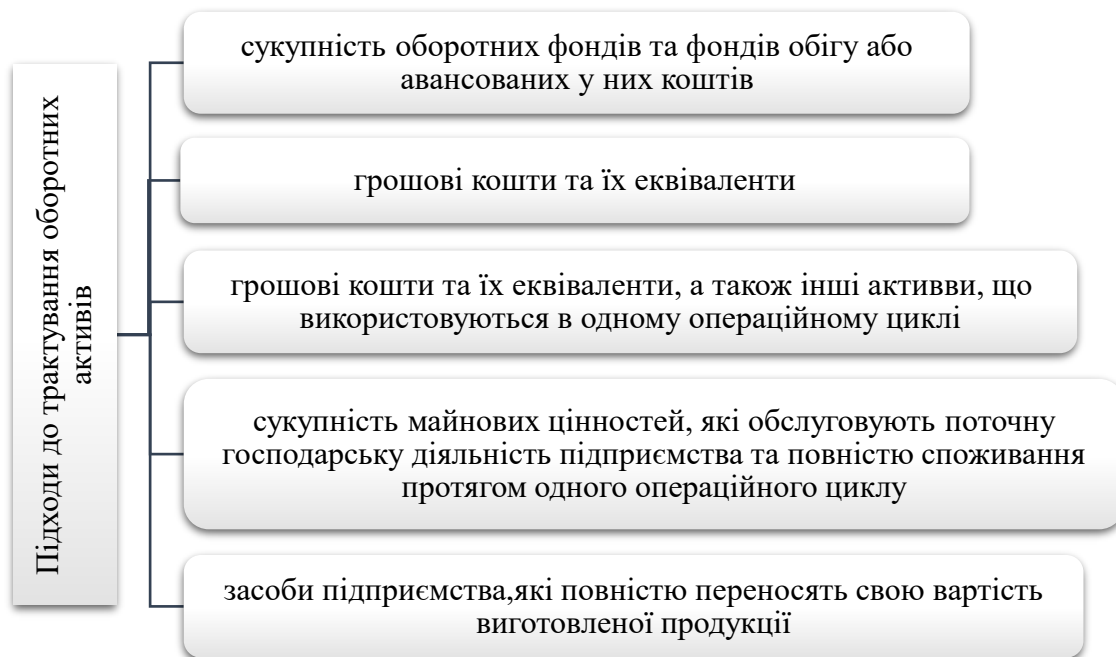 Підходи до трактування оборотних
активів
сукупність оборотних фондів та фондів обігу або
авансованих у них коштів
грошові кошти та їх еквіваленти
грошові кошти та їх еквіваленти, а також інші активви, що
використовуються в одному операційному циклі
сукупність майнових цінностей, які обслуговують поточну
господарську діяльність підприємства та повністю споживання
протягом одного операційного циклу
засоби підприємства,які повністю переносять свою вартість
виготовленої продукції